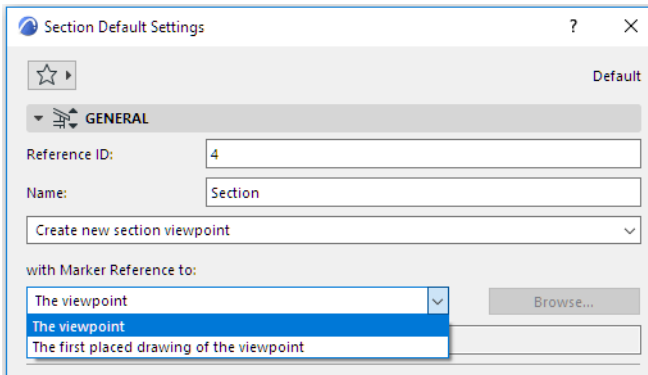 Section Default Settings ?
Default
GENERAL
Reference ID: 4
Name: Section
Create new section viewpoint
with Marker Reference to:
The viewpoint Browse...
The viewpoint
The first placed drawing of the viewpoint